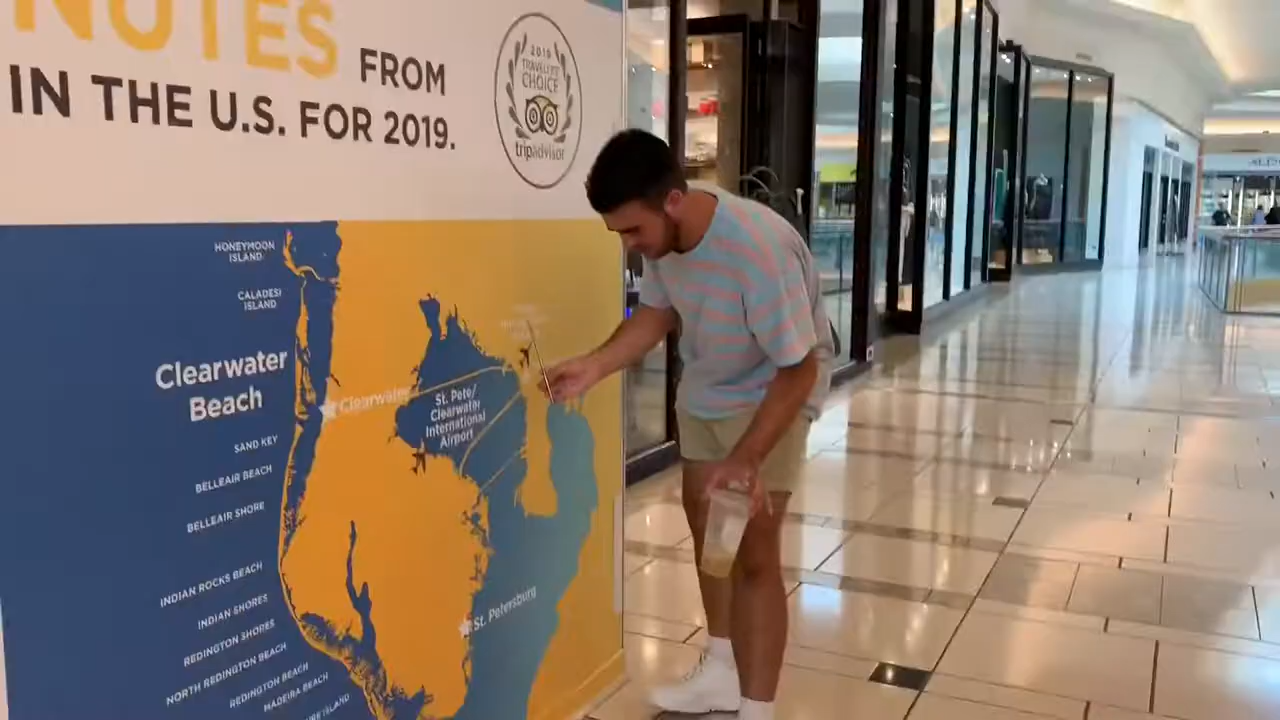 NOTES
FROM
IN THE U.S. FOR 2019.
2019
TRAVELERS'
CHOICE
tripadvisor
HONEYMOON
ISLAND
CALADESI
ISLAND
Clearwater
Beach
Clearwater
St. Pete/
Clearwater
International
Airport
SAND KEY
BELLEAIR BEACH
BELLEAIR SHORE
INDIAN ROCKS BEACH
INDIAN SHORES
REDINGTON SHORES
NORTH REDINGTON BEACH
REDINGTON BEACH
MADEIRA BEACH
ISLAND
St. Petersburg